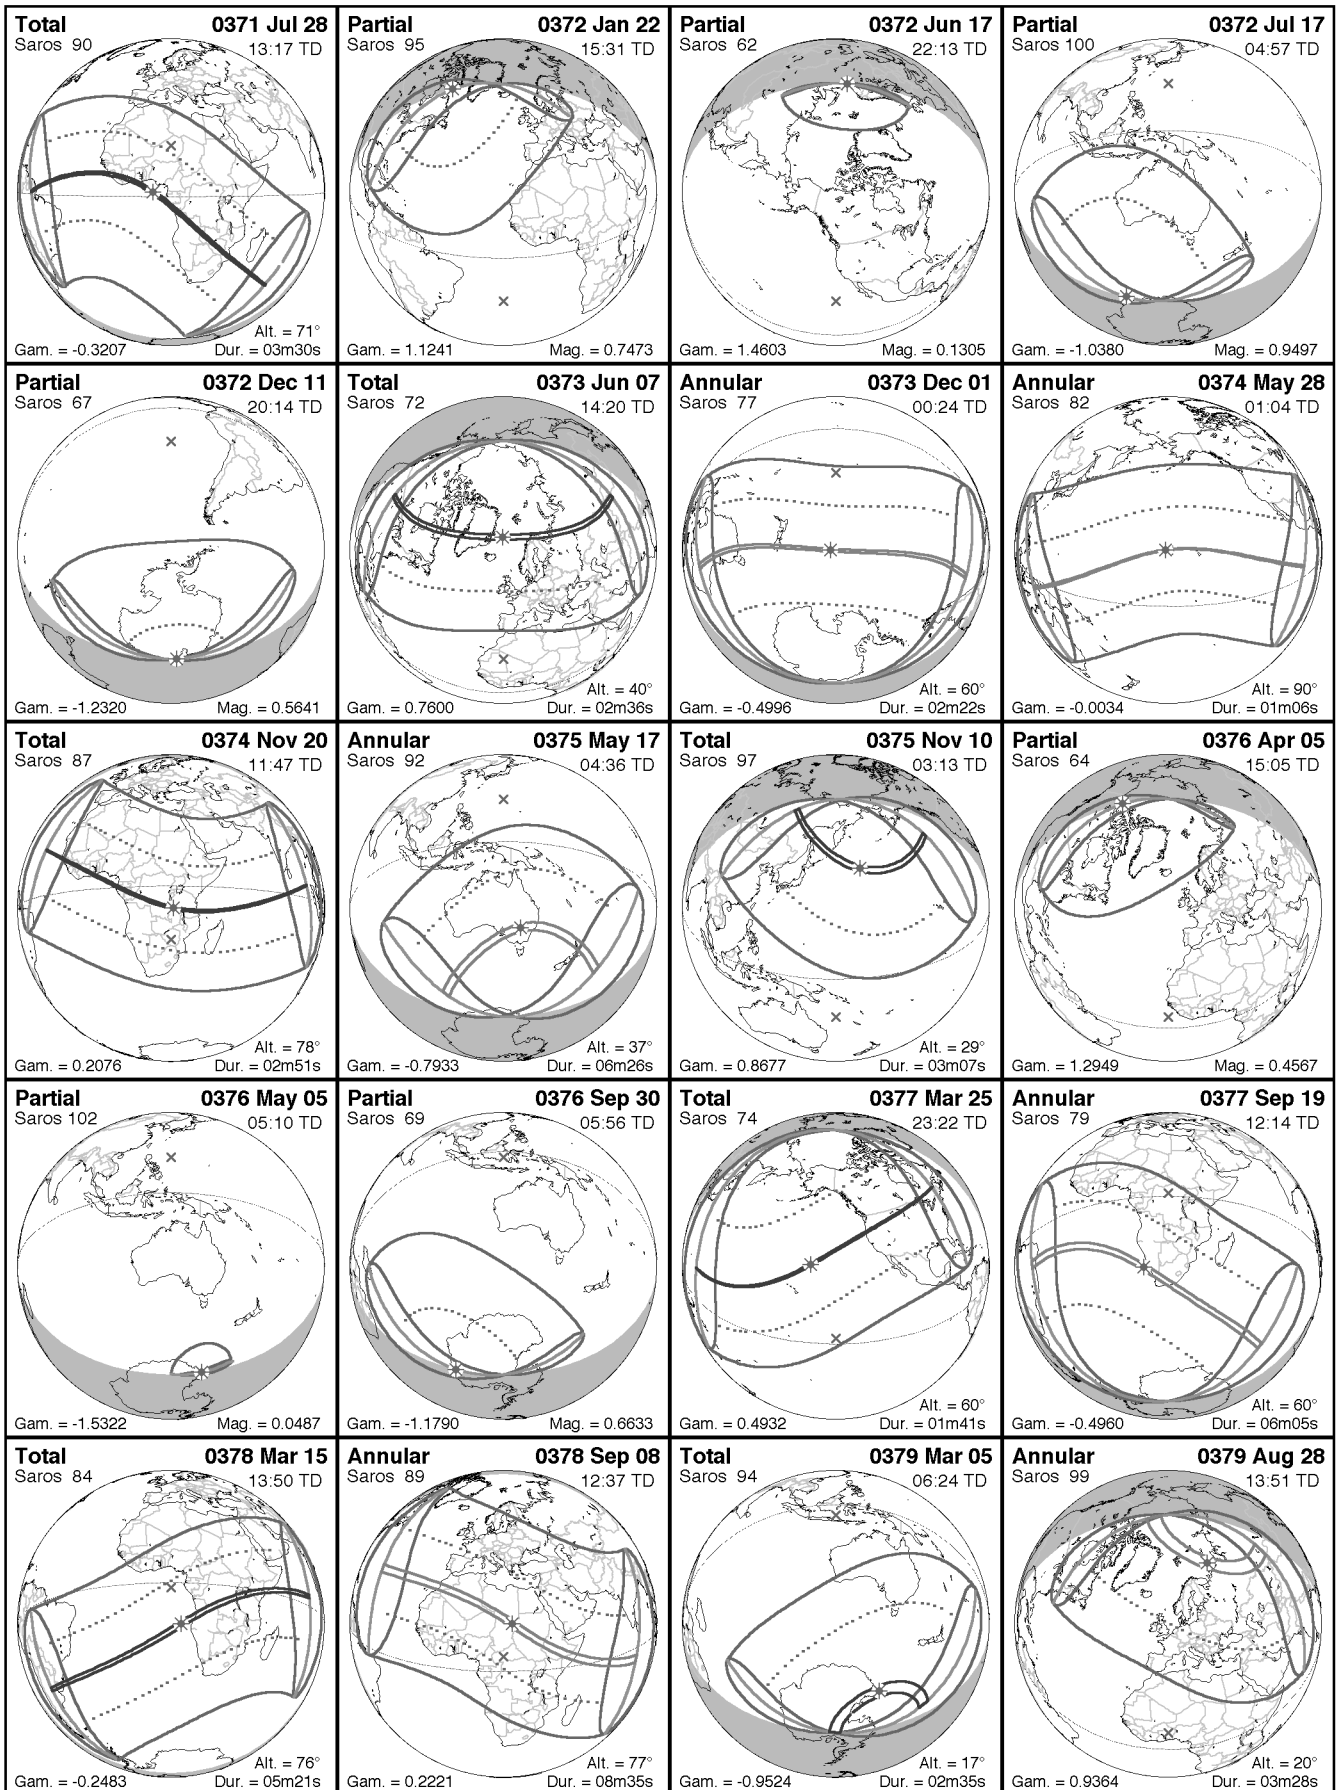 Total 0371 Jul 28
Saros 90 13:17 TD
Alt. = 71°
Gam. = -0.3207 Dur. = 03m30s
Partial 0372 Jan 22
Saros 95 15:31 TD
Gam. = 1.1241 Mag. = 0.7473
Partial 0372 Jun 17
Saros 62 22:13 TD
Gam. = 1.4603 Mag. = 0.1305
Partial 0372 Jul 17
Saros 100 04:57 TD
Gam. = -1.0380 Mag. = 0.9497
Partial 0372 Dec 11
Saros 67 20:14 TD
Gam. = -1.2320 Mag. = 0.5641
Total 0373 Jun 07
Saros 72 14:20 TD
Alt. = 40°
Gam. = 0.7600 Dur. = 02m36s
Annular 0373 Dec 01
Saros 77 00:24 TD
Alt. = 60°
Gam. = -0.4996 Dur. = 02m22s
Annular 0374 May 28
Saros 82 01:04 TD
Alt. = 90°
Gam. = -0.0034 Dur. = 01m06s
Total 0374 Nov 20
Saros 87 11:47 TD
Alt. = 78°
Gam. = 0.2076 Dur. = 02m51s
Annular 0375 May 17
Saros 92 04:36 TD
Alt. = 37°
Gam. = -0.7933 Dur. = 06m26s
Total 0375 Nov 10
Saros 97 03:13 TD
Alt. = 29°
Gam. = 0.8677 Dur. = 03m07s
Partial 0376 Apr 05
Saros 64 15:05 TD
Gam. = 1.2949 Mag. = 0.4567
Partial 0376 May 05
Saros 102 05:10 TD
Gam. = -1.5322 Mag. = 0.0487
Partial 0376 Sep 30
Saros 69 05:56 TD
Gam. = -1.1790 Mag. = 0.6633
Total 0377 Mar 25
Saros 74 23:22 TD
Alt. = 60°
Gam. = 0.4932 Dur. = 01m41s
Annular 0377 Sep 19
Saros 79 12:14 TD
Alt. = 60°
Gam. = -0.4960 Dur. = 06m05s
Total 0378 Mar 15
Saros 84 13:50 TD
Alt. = 76°
Gam. = -0.2483 Dur. = 05m21s
Annular 0378 Sep 08
Saros 89 12:37 TD
Alt. = 77°
Gam. = 0.2221 Dur. = 08m35s
Total 0379 Mar 05
Saros 94 06:24 TD
Alt. = 17°
Gam. = -0.9524 Dur. = 02m35s
Annular 0379 Aug 28
Saros 99 13:51 TD
Alt. = 20°
Gam. = 0.9364 Dur. = 03m28s